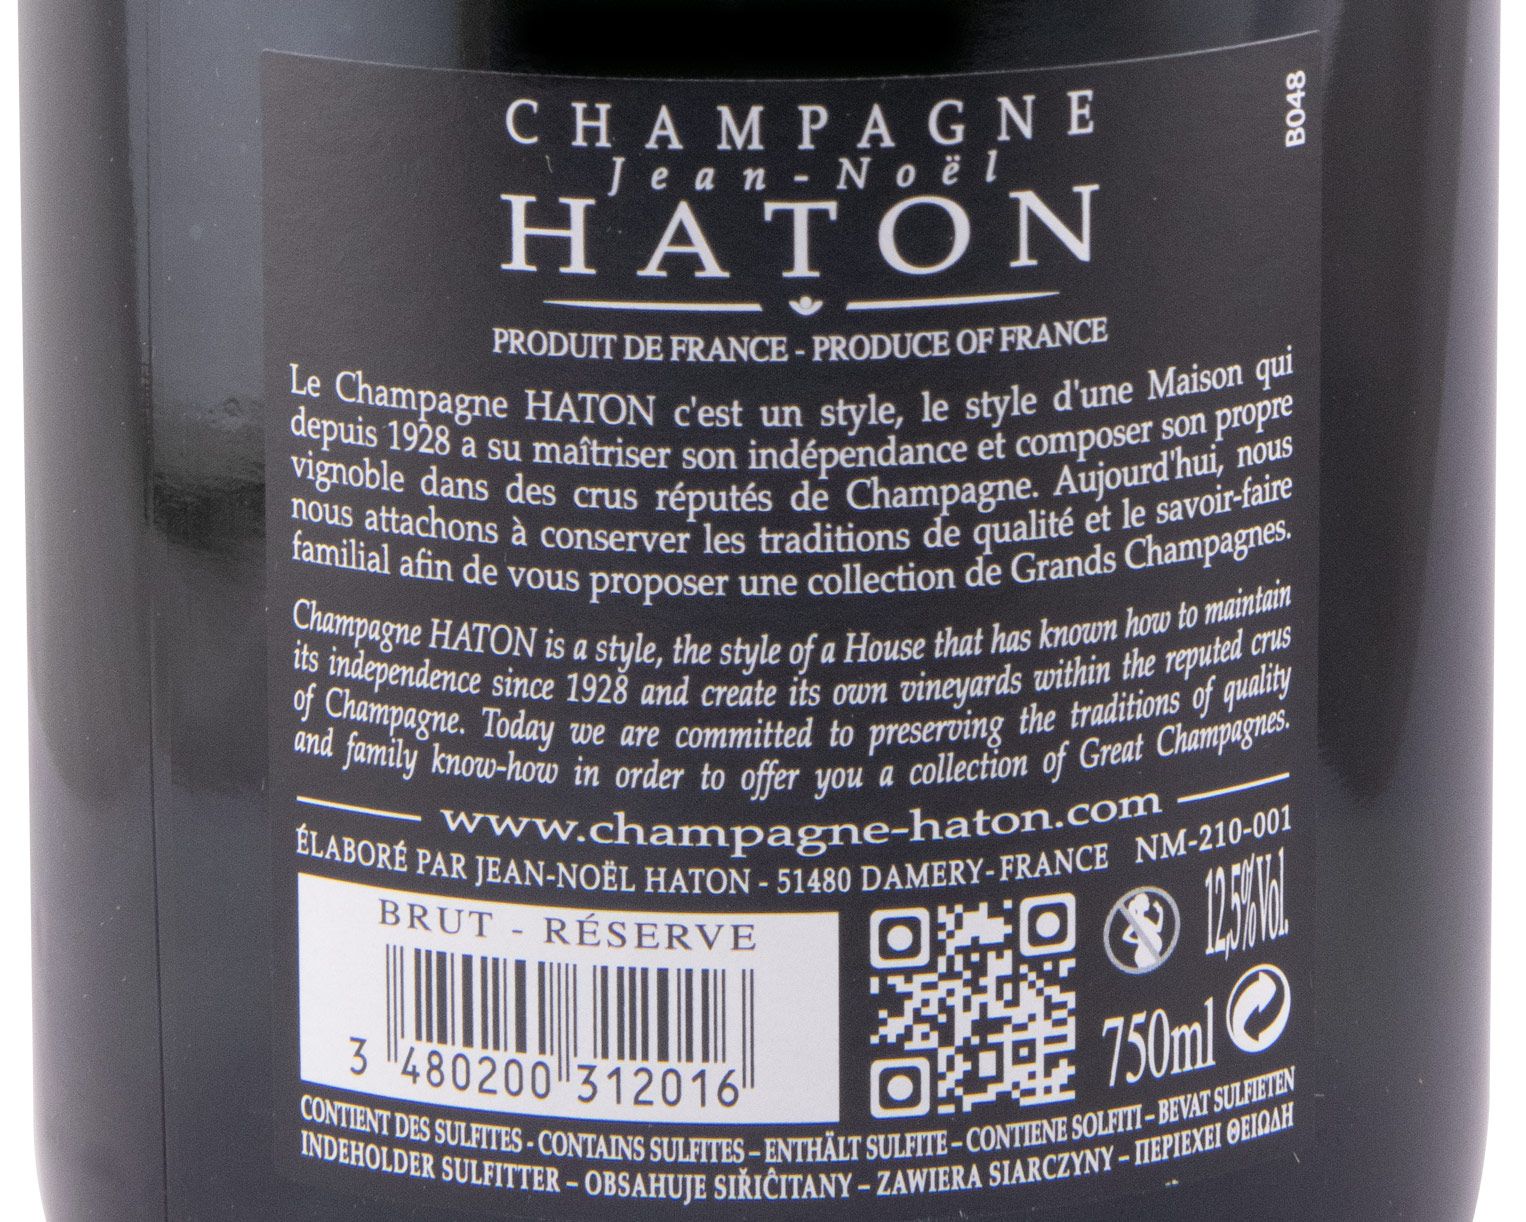 B048
CHAMPAGNE
Jean-Noël
HATON
PRODUIT DE FRANCE - PRODUCE OF FRANCE
Le Champagne HATON c'est un style, le style d'une Maison qui
depuis 1928 a su maîtriser son indépendance et composer son propre
vignoble dans des crus réputés de Champagne. Aujourd'hui, nous
nous attachons à conserver les traditions de qualité et le savoir-faire
familial afin de vous proposer une collection de Grands Champagnes.
Champagne HATON is a style, the style of a House that has known how to maintain
its independence since 1928 and create its own vineyards within the reputed crus
of Champagne. Today we are committed to preserving the traditions of quality
and family know-how in order to offer you a collection of Great Champagnes.
www.champagne-haton.com
ÉLABORÉ PAR JEAN-NOËL HATON - 51480 DAMERY-FRANCE NM-210-001
BRUT - RÉSERVE
3 480200 312016
12,5%Vol.
750ml
CONTIENT DES SULFITES - CONTAINS SULFITES - ENTHÄLT SULFITE - CONTIENE SOLFITI - BEVAT SULFIETEN
INDEHOLDER SULFITTER - OBSAHUJE SIŘIČITANY - ZAWIERA SIARCZYNY - ΠΕΡΙΕΧΕΙ ΘΕΙΩΔΗ